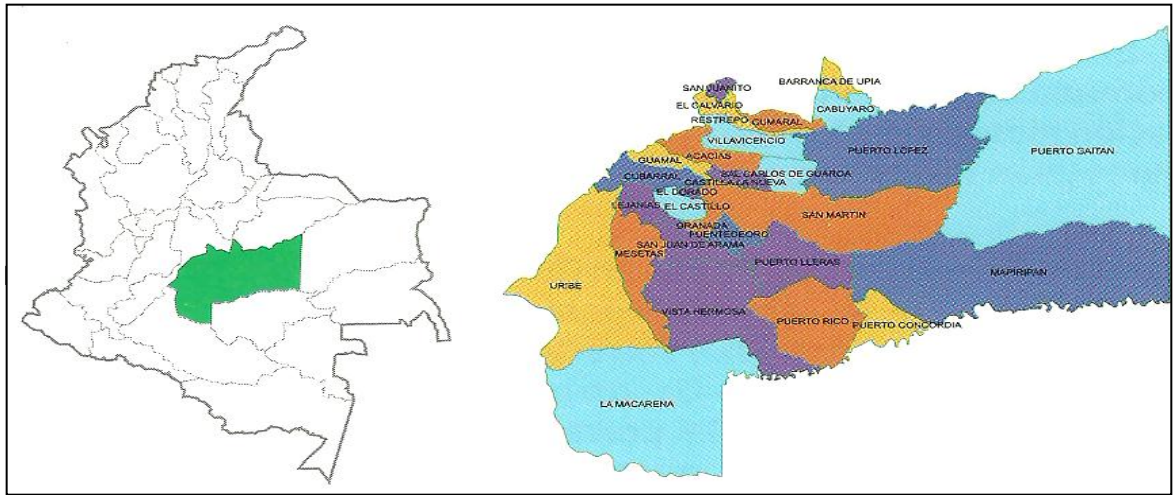 BARRANCA DE UPIA
SAN JUANITO
EL CALVARIO
CABUYARO
RESTREPO
CUMARAL
VILLAVICENCIO
PUERTO LOPEZ
PUERTO GAITAN
GUAMAL
ACACIAS
CUBARRAL
SAL CARLOS DE GUAROA
CASTILLA LA NUEVA
EL DORADO
LEJANIAS
EL CASTILLO
SAN MARTIN
GRANADA
FUENTEDEORO
SAN JUAN DE ARAMA
MESETAS
PUERTO LLERAS
MAPIRIPAN
URIBE
VISTA HERMOSA
PUERTO RICO
PUERTO CONCORDIA
LA MACARENA